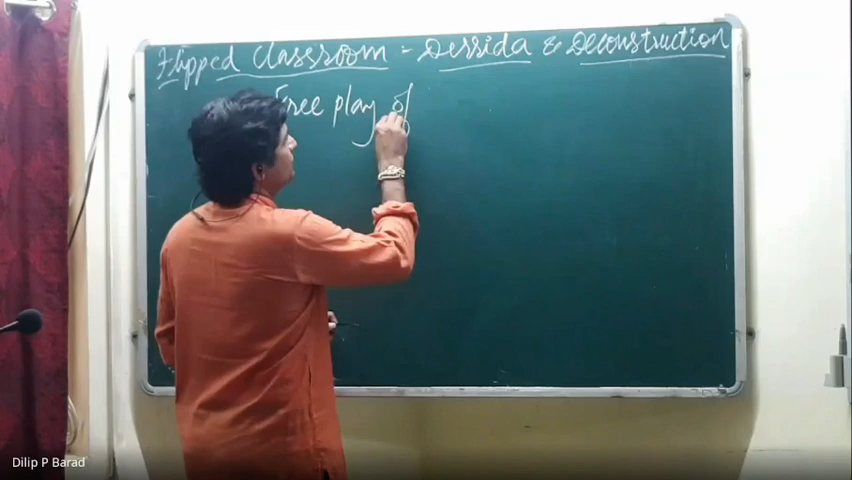 Flipped Classroom - Derrida & Deconstruction
Free play of
Dilip P Barad